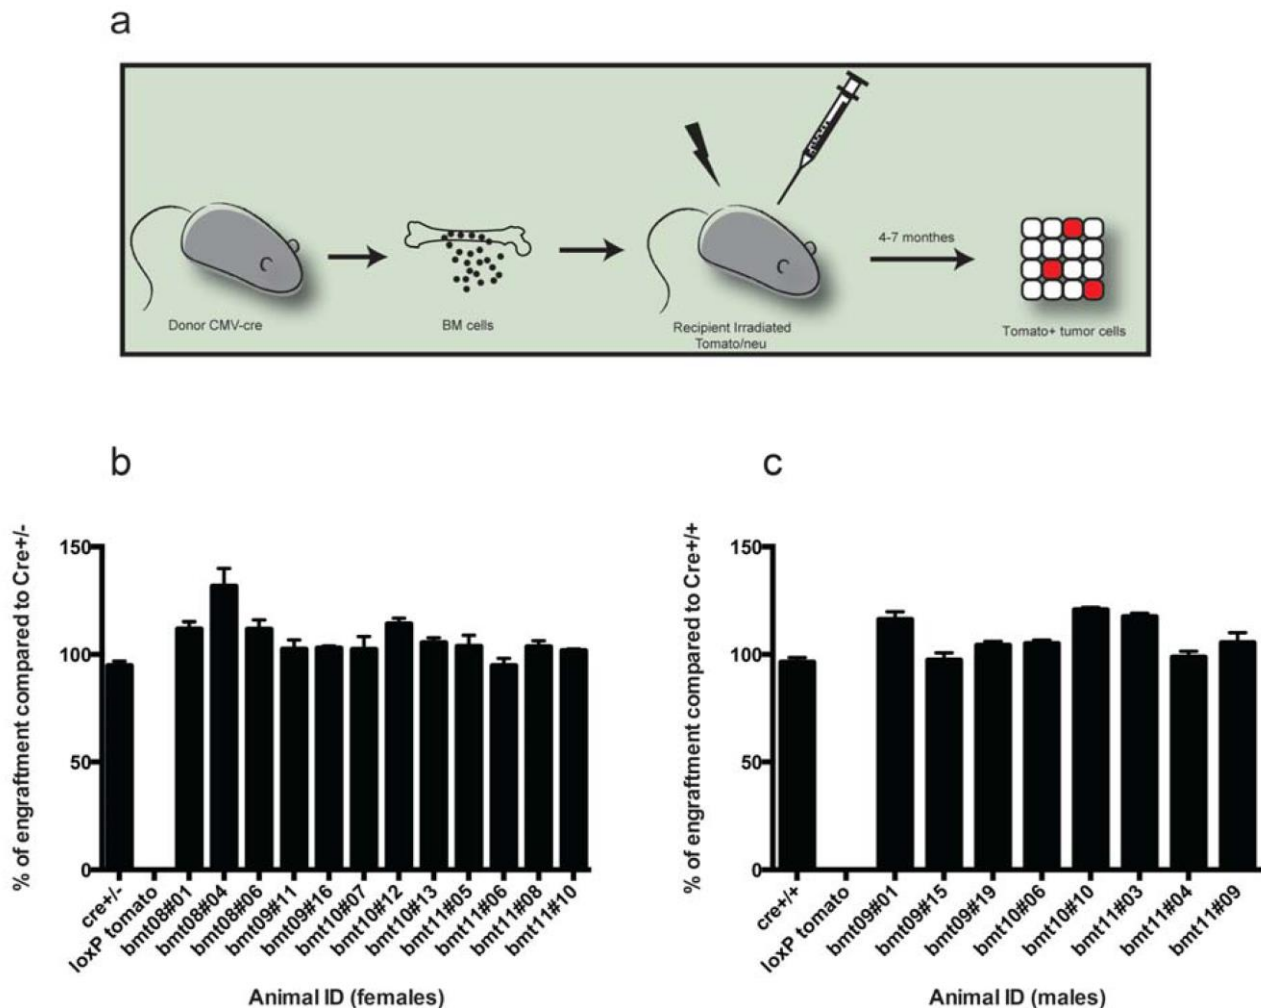 a
4-7 monthes
Donor CMV-cre
BM cells
Recipient Irradiated
Tomato/neu
Tomato+ tumor cells
b
% of engraftment compared to Cre+/-
150
100
50
0
cre+/-
loxP tomato
bmt08#01
bmt08#04
bmt08#06
bmt09#11
bmt09#16
bmt10#07
bmt10#12
bmt10#13
bmt11#05
bmt11#06
bmt11#08
bmt11#10
Animal ID (females)
c
% of engraftment compared to Cre+/+
150
100
50
0
cre+/+
loxP tomato
bmt09#01
bmt09#15
bmt09#19
bmt10#06
bmt10#10
bmt11#03
bmt11#04
bmt11#09
Animal ID (males)